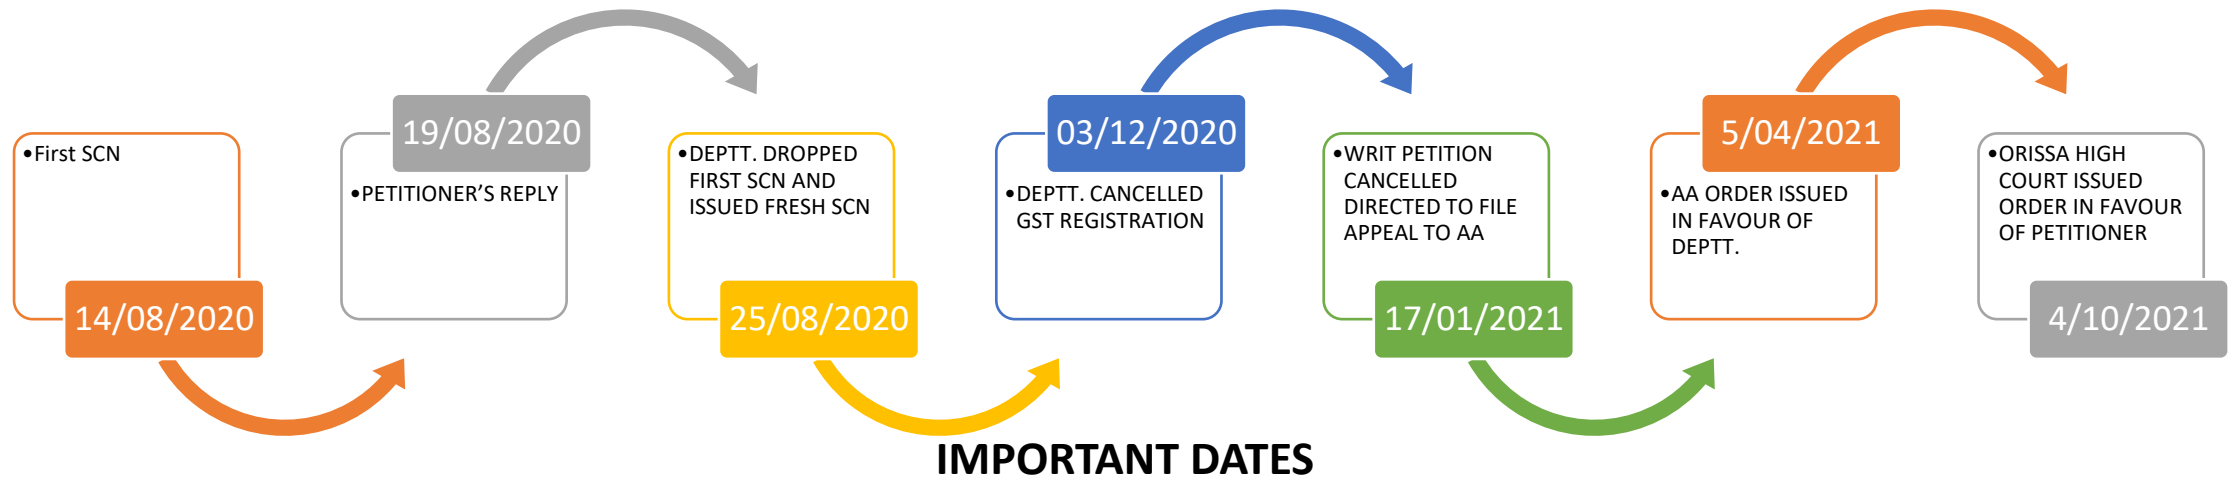 •First SCN
14/08/2020
19/08/2020
•PETITIONER’S REPLY
•DEPTT. DROPPED
FIRST SCN AND
ISSUED FRESH SCN
25/08/2020
03/12/2020
•DEPTT. CANCELLED
GST REGISTRATION
•WRIT PETITION
CANCELLED
DIRECTED TO FILE
APPEAL TO AA
17/01/2021
5/04/2021
•AA ORDER ISSUED
IN FAVOUR OF
DEPTT.
•ORISSA HIGH
COURT ISSUED
ORDER IN FAVOUR
OF PETITIONER
4/10/2021
IMPORTANT DATES